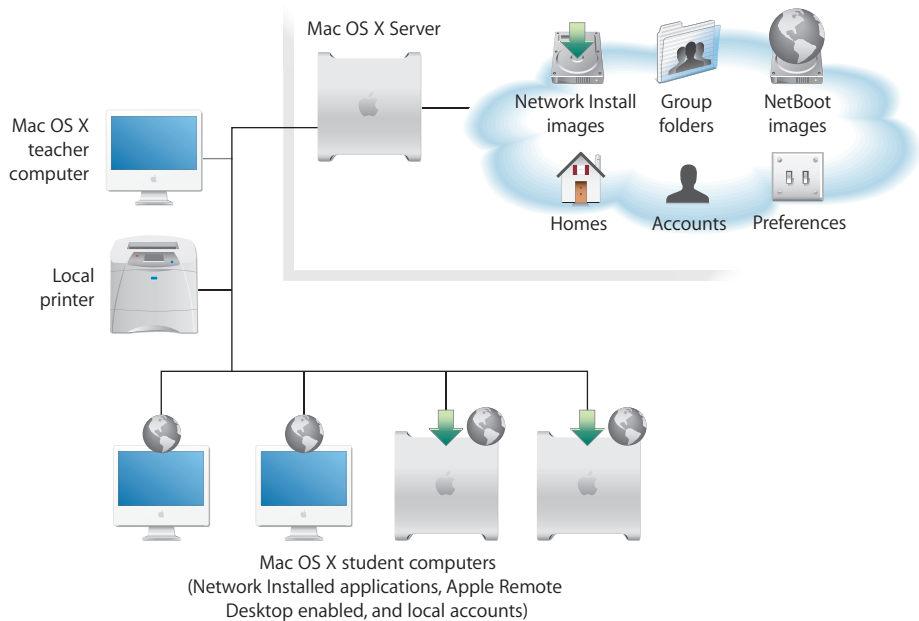 Mac OS X Server
Network Install
images
Group
folders
NetBoot
images
Mac OS X
teacher
computer
Homes
Accounts
Preferences
Local
printer
Mac OS X student computers
(Network Installed applications, Apple Remote
Desktop enabled, and local accounts)